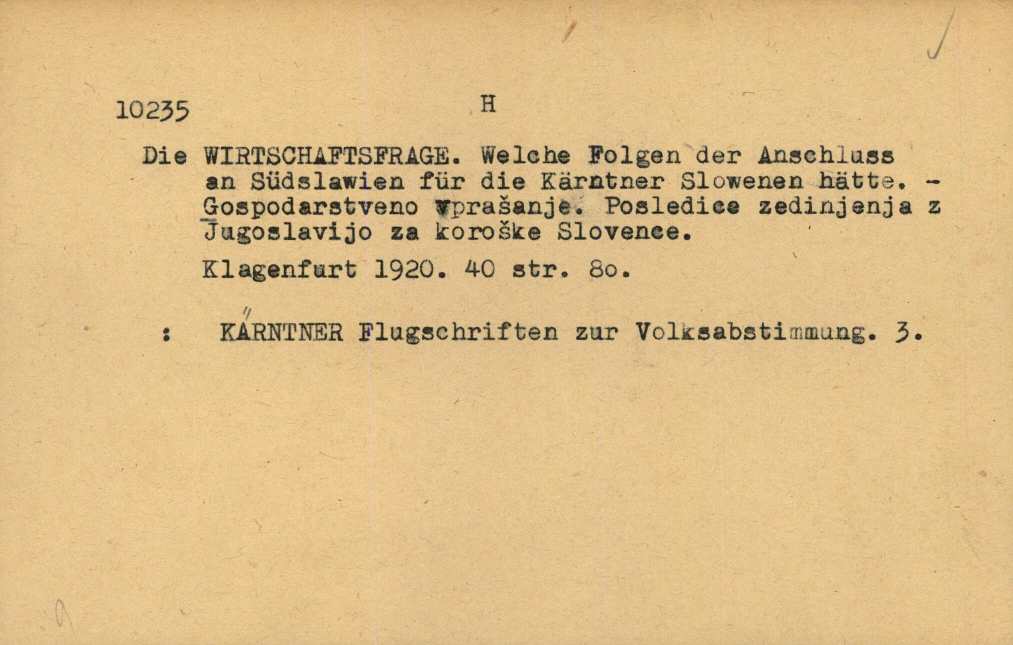 10235 H
Die WIRTSCHAFTSFRAGE. Welche Folgen der Anschluss
an Südslawien für die Kärntner Slowenen hätte. -
Gospodarstveno vprašanje. Posledice zedinjenja z
Jugoslavijo za koroške Slovence.
Klagenfurt 1920. 40 str. 8o.
: KÄRNTNER Flugschriften zur Volksabstimmung. 3.